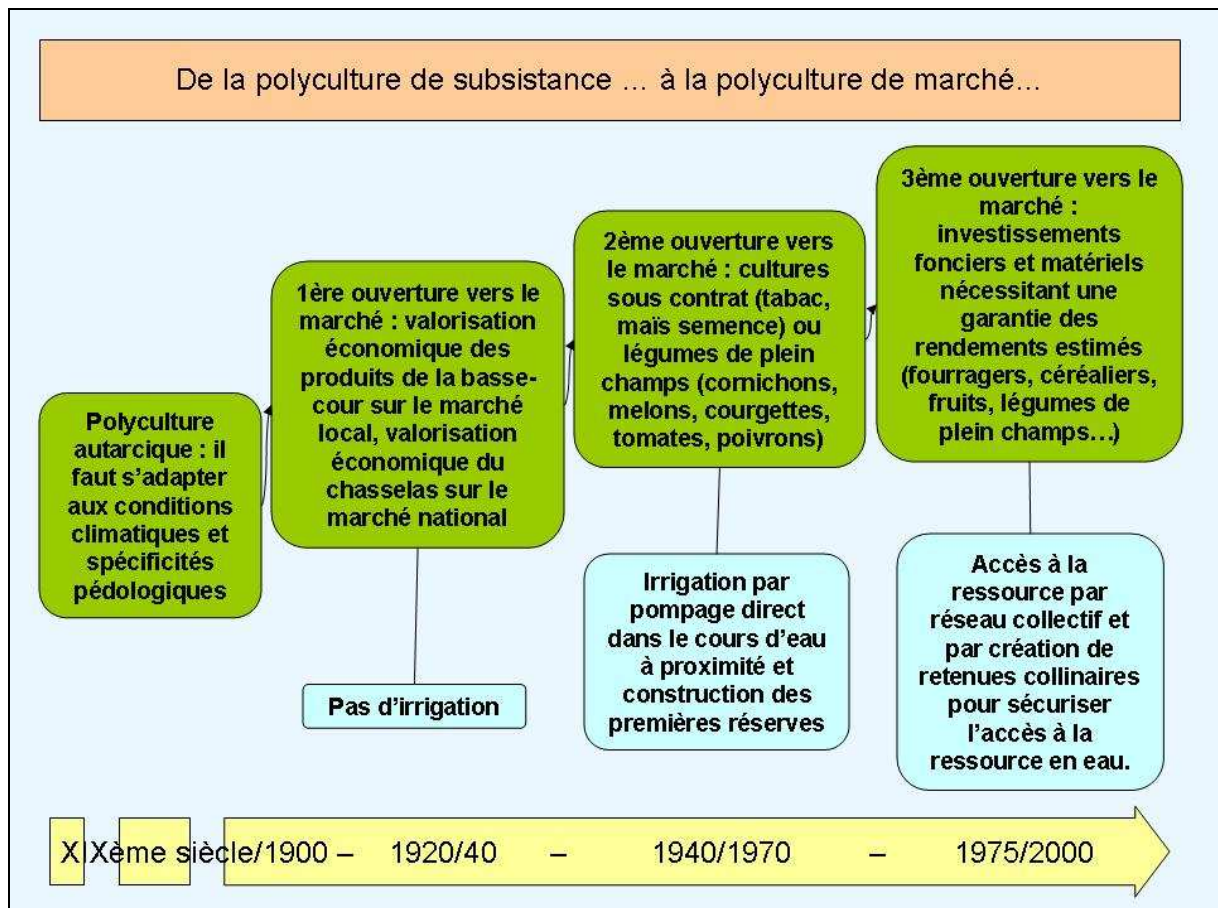 De la polyculture de subsistance … à la polyculture de marché…
Polyculture
autarcique : il
faut s’adapter
aux conditions
climatiques et
spécificités
pédologiques
1ère ouverture vers le
marché : valorisation
économique des
produits de la basse-
cour sur le marché
local, valorisation
économique du
chasselas sur le
marché national
Pas d’irrigation
2ème ouverture vers
le marché : cultures
sous contrat (tabac,
maïs semence) ou
légumes de plein
champs (cornichons,
melons, courgettes,
tomates, poivrons)
Irrigation par
pompage direct
dans le cours d’eau
à proximité et
construction des
premières réserves
3ème ouverture vers le
marché :
investissements
fonciers et matériels
nécessitant une
garantie des
rendements estimés
(fourragers, céréaliers,
fruits, légumes de
plein champs…)
Accès à la
ressource par
réseau collectif et
par création de
retenues collinaires
pour sécuriser
l’accès à la
ressource en eau.
XIXème siècle/1900 – 1920/40 – 1940/1970 – 1975/2000